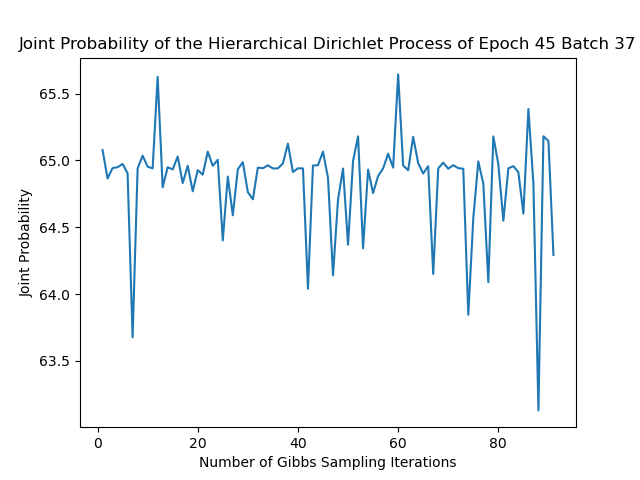 Joint Probability of the Hierarchical Dirichlet Process of Epoch 45 Batch 37
65.5
65.0
64.5
64.0
63.5
Joint Probability
0 20 40 60 80
Number of Gibbs Sampling Iterations